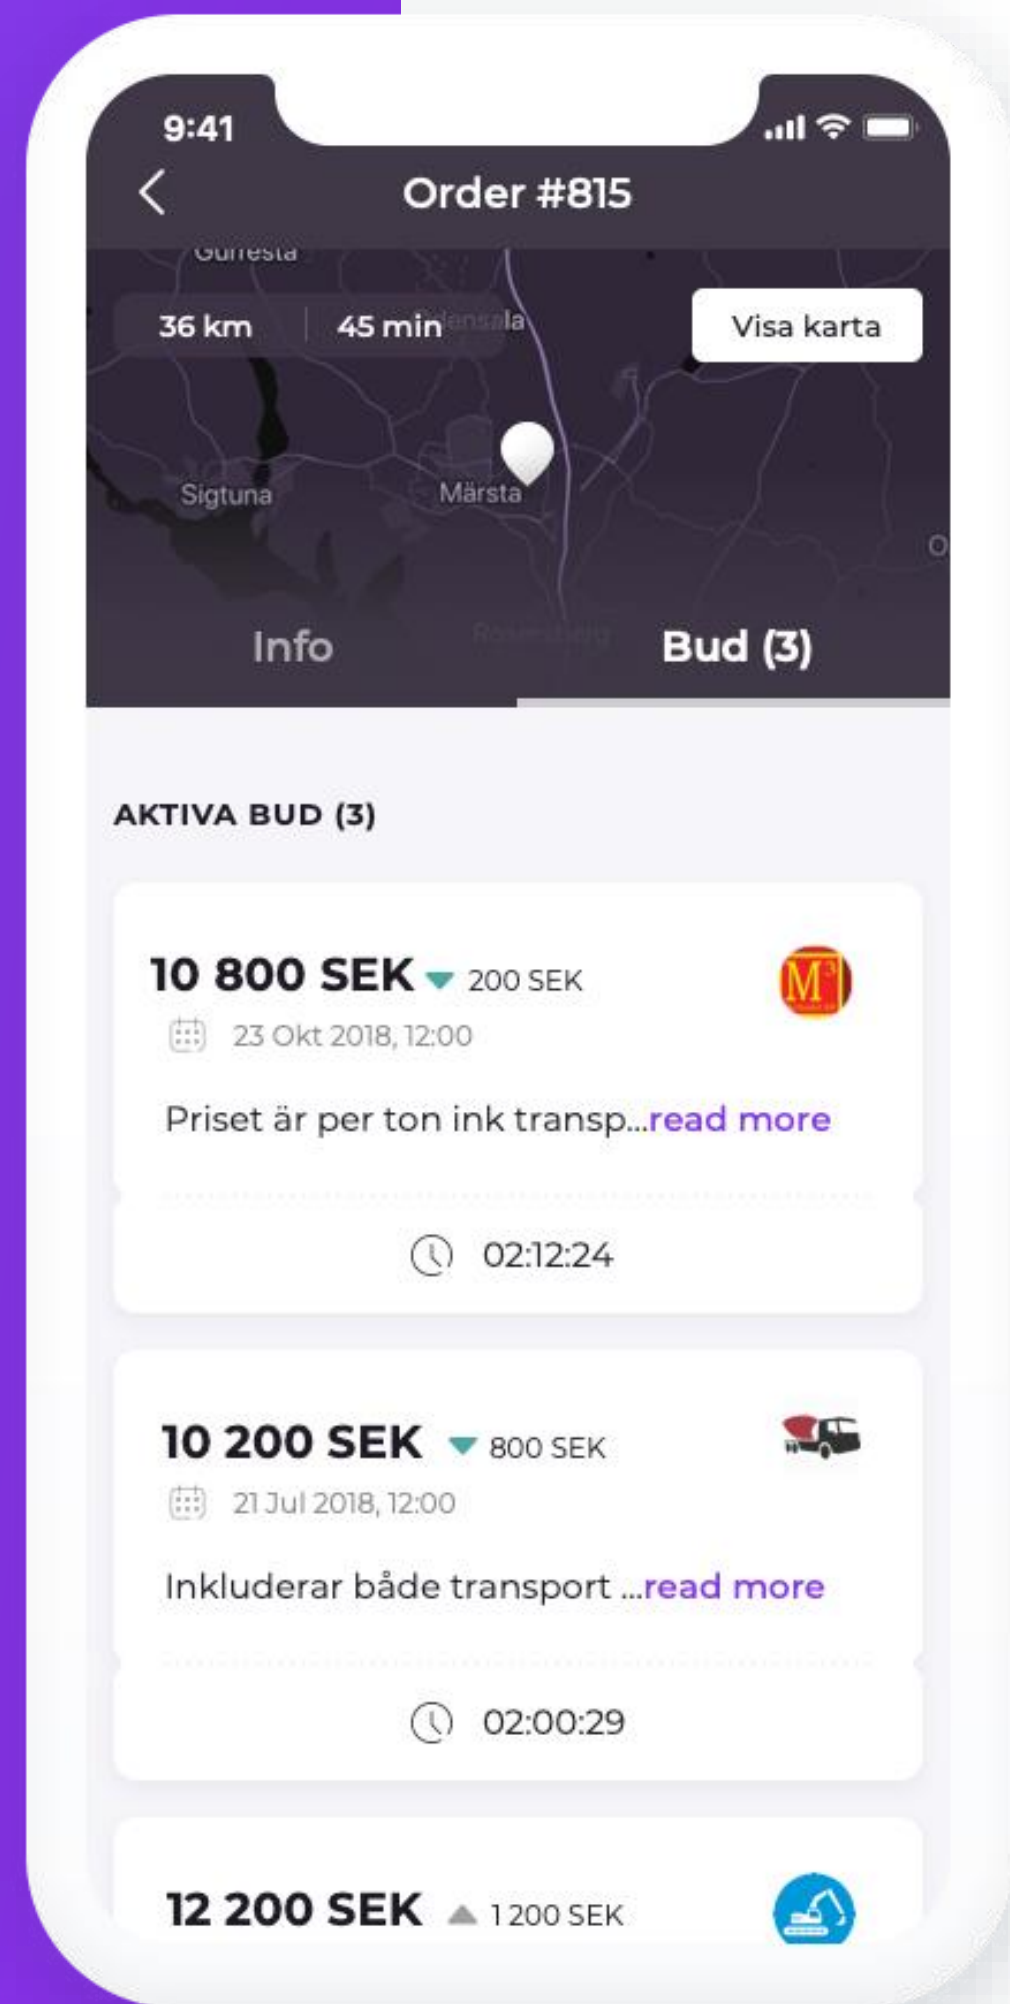 9:41
Order #815
36 km
45 min
Visa karta
Sigtuna
Märsta
Info
Bud (3)
AKTIVA BUD (3)
10 800 SEK 200 SEK
M3
23 Okt 2018, 12:00
Priset är per ton ink transp...read more
02:12:24
10 200 SEK 800 SEK
21 Jul 2018, 12:00
Inkluderar både transport ...read more
02:00:29
12 200 SEK 1 200 SEK